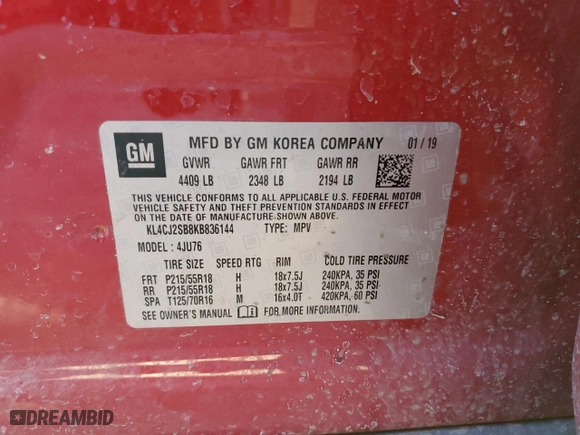 GM
MFD BY GM KOREA COMPANY 01/19
GVWR GAWR FRT GAWR RR
4409 LB 2348 LB 2194 LB
THIS VEHICLE CONFORMS TO ALL APPLICABLE U.S. FEDERAL MOTOR
VEHICLE SAFETY AND THEFT PREVENTION STANDARDS IN EFFECT ON
THE DATE OF MANUFACTURE SHOWN ABOVE.
KL4CJ2SB8KB836144 TYPE: MPV
MODEL: 4JU76
TIRE SIZE SPEED RTG RIM COLD TIRE PRESSURE
FRT P215/55R18 H 18x7.5J 240KPA, 35 PSI
RR P215/55R18 H 18x7.5J 240KPA, 35 PSI
SPA T125/70R16 M 16x4.0T 420KPA, 60 PSI
SEE OWNER'S MANUAL FOR MORE INFORMATION.
DREAMBID